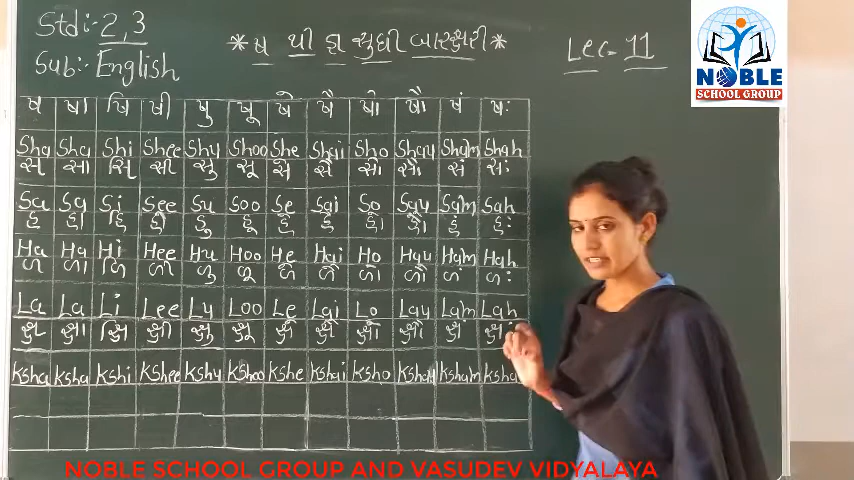 Std:- 2,3
Sub:- English
* ષ થી જ્ઞ સુધી બારક્ષરી *
Lec- 11
NOBLE
SCHOOL GROUP
ષ ષા ષિ ષી ષુ ષૂ ષે ષૈ ષો ષૌ ષં ષઃ
Sha Sha Shi Shee Shu Shoo She Shai Sho Shau Sham Shah
સ સા સિ સી સુ સૂ સે સૈ સો સૌ સં સઃ
Sa Sa Si See Su Soo Se Sai So Sau Sam Sah
હ હા હિ હી હુ હૂ હે હૈ હો હૌ હં હઃ
Ha Ha Hi Hee Hu Hoo He Hai Ho Hau Ham Hah
ળ ળા ળિ ળી ળુ ળૂ ળે ળૈ ળો ળૌ ળં ળઃ
La La Li Lee Lu Loo Le Lai Lo Lau Lam Lah
ક્ષ ક્ષા ક્ષિ ક્ષી ક્ષુ ક્ષૂ ક્ષે ક્ષૈ ક્ષો ક્ષૌ ક્ષં ક્ષઃ
Ksha Ksha Kshi Kshee Kshu Kshoo Kshe Kshai Ksho Kshau Ksham Ksha
NOBLE SCHOOL GROUP AND VASUDEV VIDYALAYA